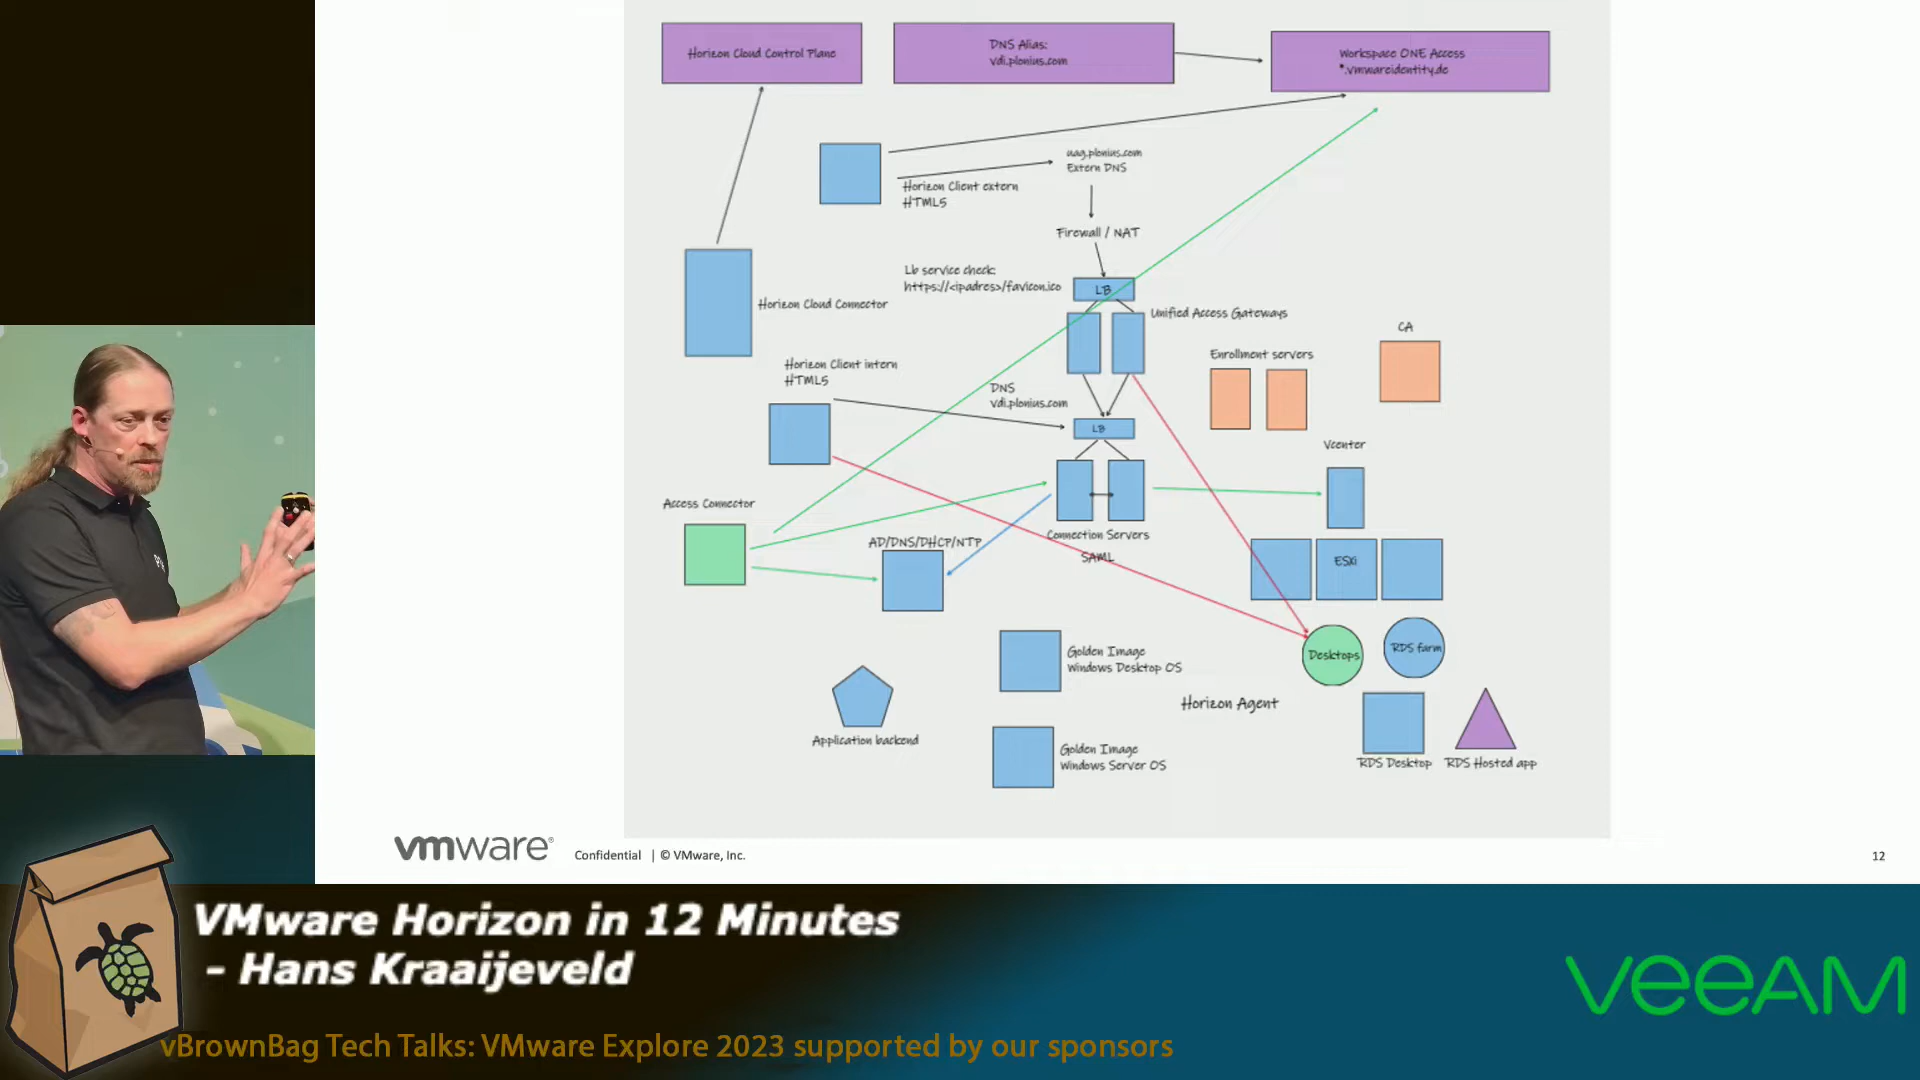 Horizon Cloud Control Plane
DNS Alias:
vdi.plonius.com
Workspace ONE Access
*.vmwareidentity.de
uag.plonius.com
Extern DNS
Horizon Client extern
HTML5
Firewall / NAT
Lb service check:
https://<ipadres>/favicon.ico
LB
Horizon Cloud Connector
Unified Access Gateways
CA
Enrollment servers
Horizon Client intern
HTML5
DNS
vdi.plonius.com
LB
Vcenter
Access Connector
AD/DNS/DHCP/NTP
Connection Servers
SAML
ESXi
Golden Image
Windows Desktop OS
Desktops
RDS farm
Horizon Agent
Application backend
Golden Image
Windows Server OS
RDS Desktop
RDS Hosted app
vmware®
Confidential | © VMware, Inc.
12
VMware Horizon in 12 Minutes
- Hans Kraaijeveld
veeAM
vBrownBag Tech Talks: VMware Explore 2023 supported by our sponsors